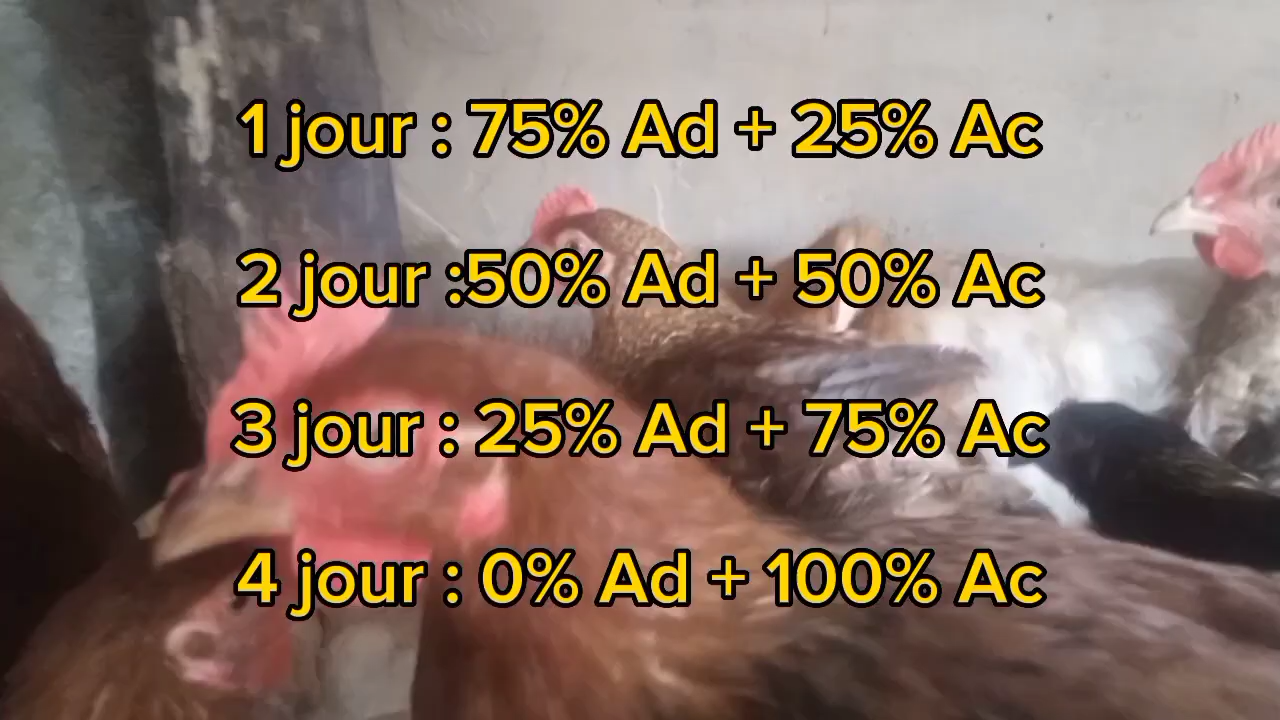 1 jour : 75% Ad + 25% Ac
2 jour :50% Ad + 50% Ac
3 jour : 25% Ad + 75% Ac
4 jour : 0% Ad + 100% Ac